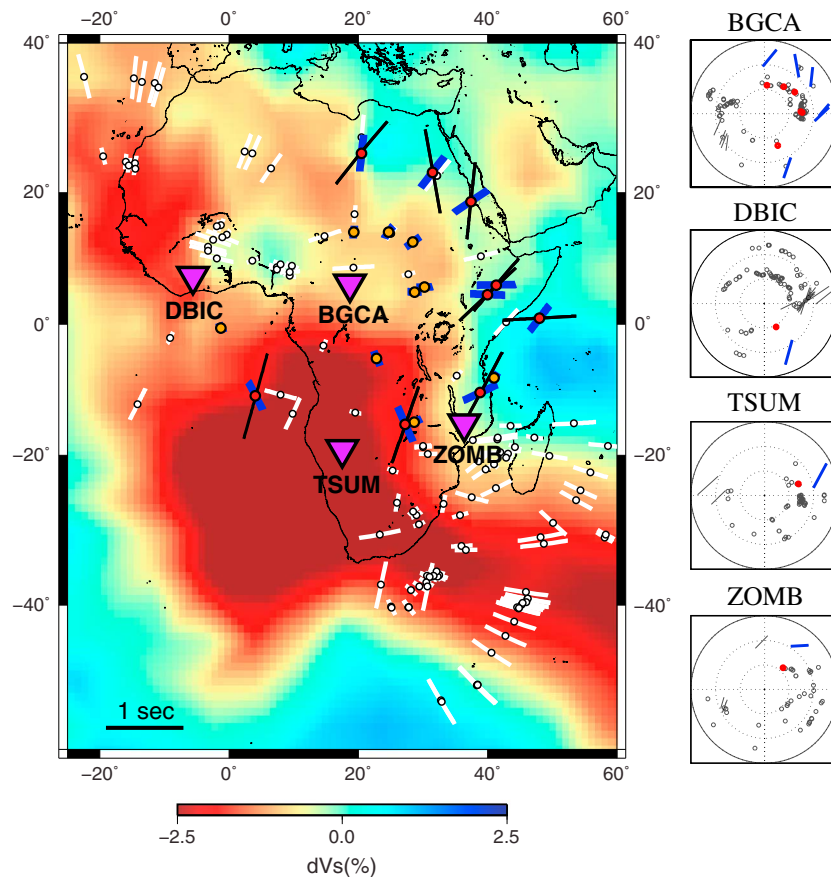 −20˚ 0˚ 20˚ 40˚ 60˚
40˚ 40˚
20˚ 20˚
0˚ 0˚
−20˚ −20˚
−40˚ −40˚
DBIC
BGCA
TSUM
ZOMB
1 sec
−20˚ 0˚ 20˚ 40˚ 60˚
−2.5 0.0 2.5
dVs(%)
BGCA
DBIC
TSUM
ZOMB